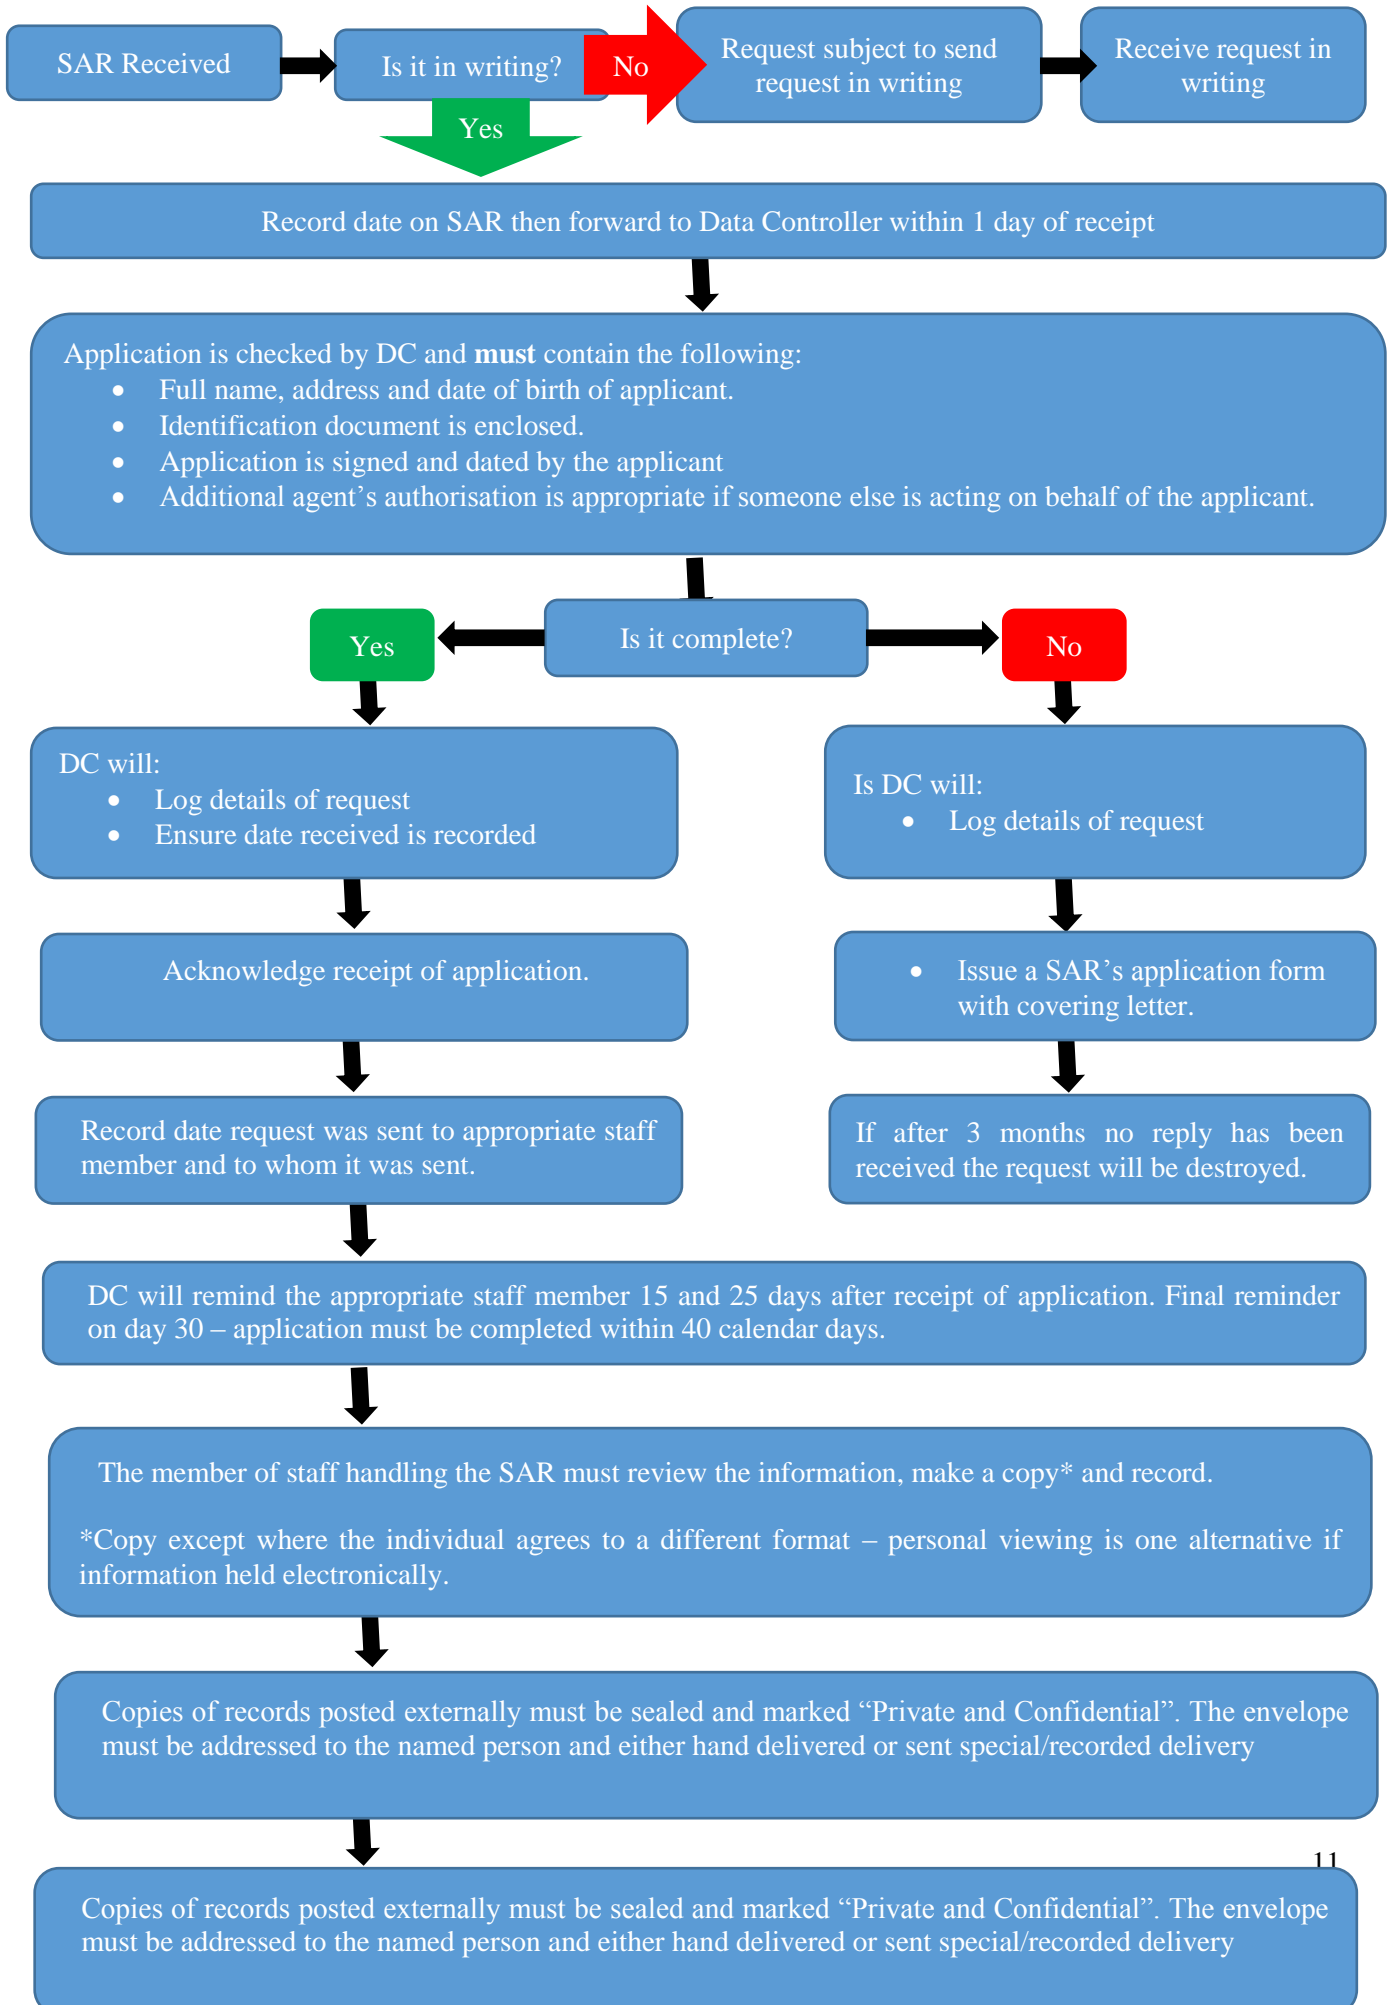 SAR Received
Is it in writing?
No
Request subject to send
request in writing
Receive request in
writing
Yes
Record date on SAR then forward to Data Controller within 1 day of receipt
Application is checked by DC and must contain the following:
• Full name, address and date of birth of applicant.
• Identification document is enclosed.
• Application is signed and dated by the applicant
• Additional agent’s authorisation is appropriate if someone else is acting on behalf of the applicant.
Is it complete?
Yes
No
DC will:
• Log details of request
• Ensure date received is recorded
Is DC will:
• Log details of request
Acknowledge receipt of application.
• Issue a SAR’s application form
with covering letter.
Record date request was sent to appropriate staff
member and to whom it was sent.
If after 3 months no reply has been
received the request will be destroyed.
DC will remind the appropriate staff member 15 and 25 days after receipt of application. Final reminder
on day 30 – application must be completed within 40 calendar days.
The member of staff handling the SAR must review the information, make a copy* and record.
*Copy except where the individual agrees to a different format – personal viewing is one alternative if
information held electronically.
Copies of records posted externally must be sealed and marked “Private and Confidential”. The envelope
must be addressed to the named person and either hand delivered or sent special/recorded delivery
11
Copies of records posted externally must be sealed and marked “Private and Confidential”. The envelope
must be addressed to the named person and either hand delivered or sent special/recorded delivery